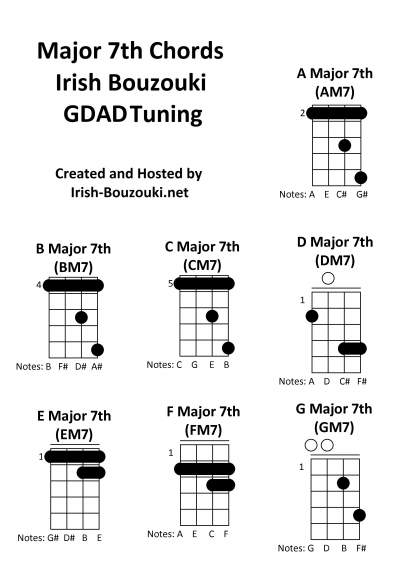 Major 7th Chords
Irish Bouzouki
GDAD Tuning
Created and Hosted by
Irish-Bouzouki.net
A Major 7th
(AM7)
2
Notes: A E C# G#
B Major 7th
(BM7)
4
Notes: B F# D# A#
C Major 7th
(CM7)
5
Notes: C G E B
D Major 7th
(DM7)
1
Notes: A D C# F#
E Major 7th
(EM7)
1
Notes: G# D# B E
F Major 7th
(FM7)
1
Notes: A E C F
G Major 7th
(GM7)
1
Notes: G D B F#